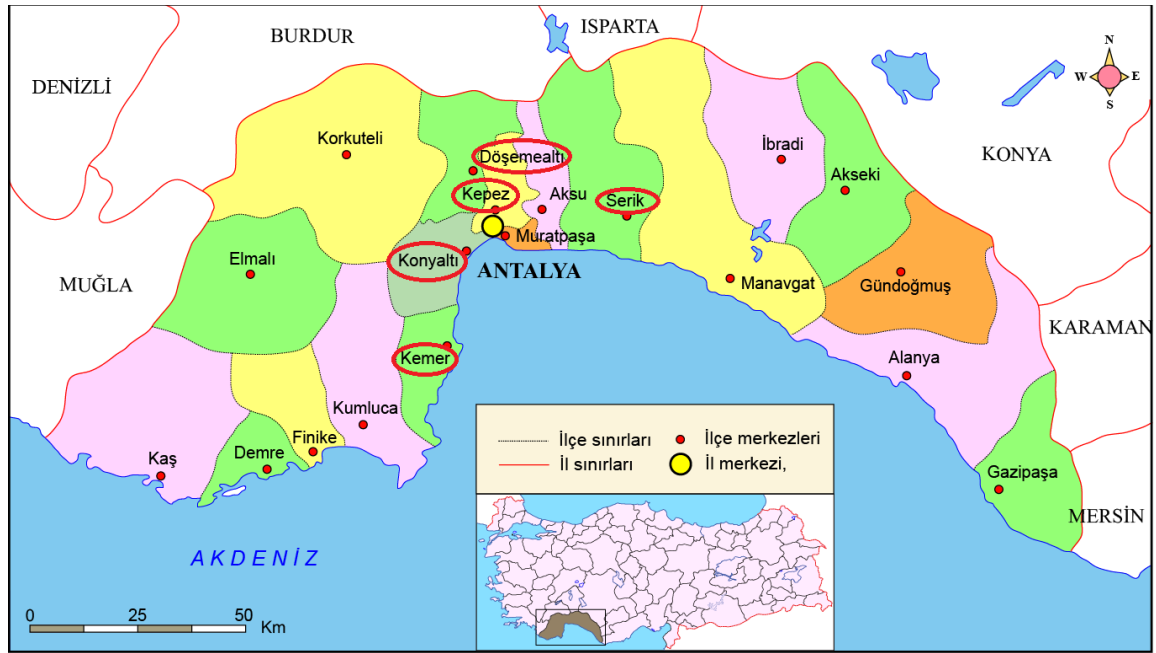 ISPARTA
BURDUR
DENİZLİ
N
W E
S
Korkuteli
Döşemealtı
İbradi
KONYA
Akseki
Kepez
Aksu
Serik
Muratpaşa
Elmalı
Konyaltı
ANTALYA
MUĞLA
Manavgat
Gündoğmuş
KARAMAN
Kemer
Alanya
Kumluca
Finike
Demre
Kaş
İlçe sınırları
İlçe merkezleri
İl sınırları
İl merkezi,
Gazipaşa
MERSİN
AKDENİZ
0 25 50
Km